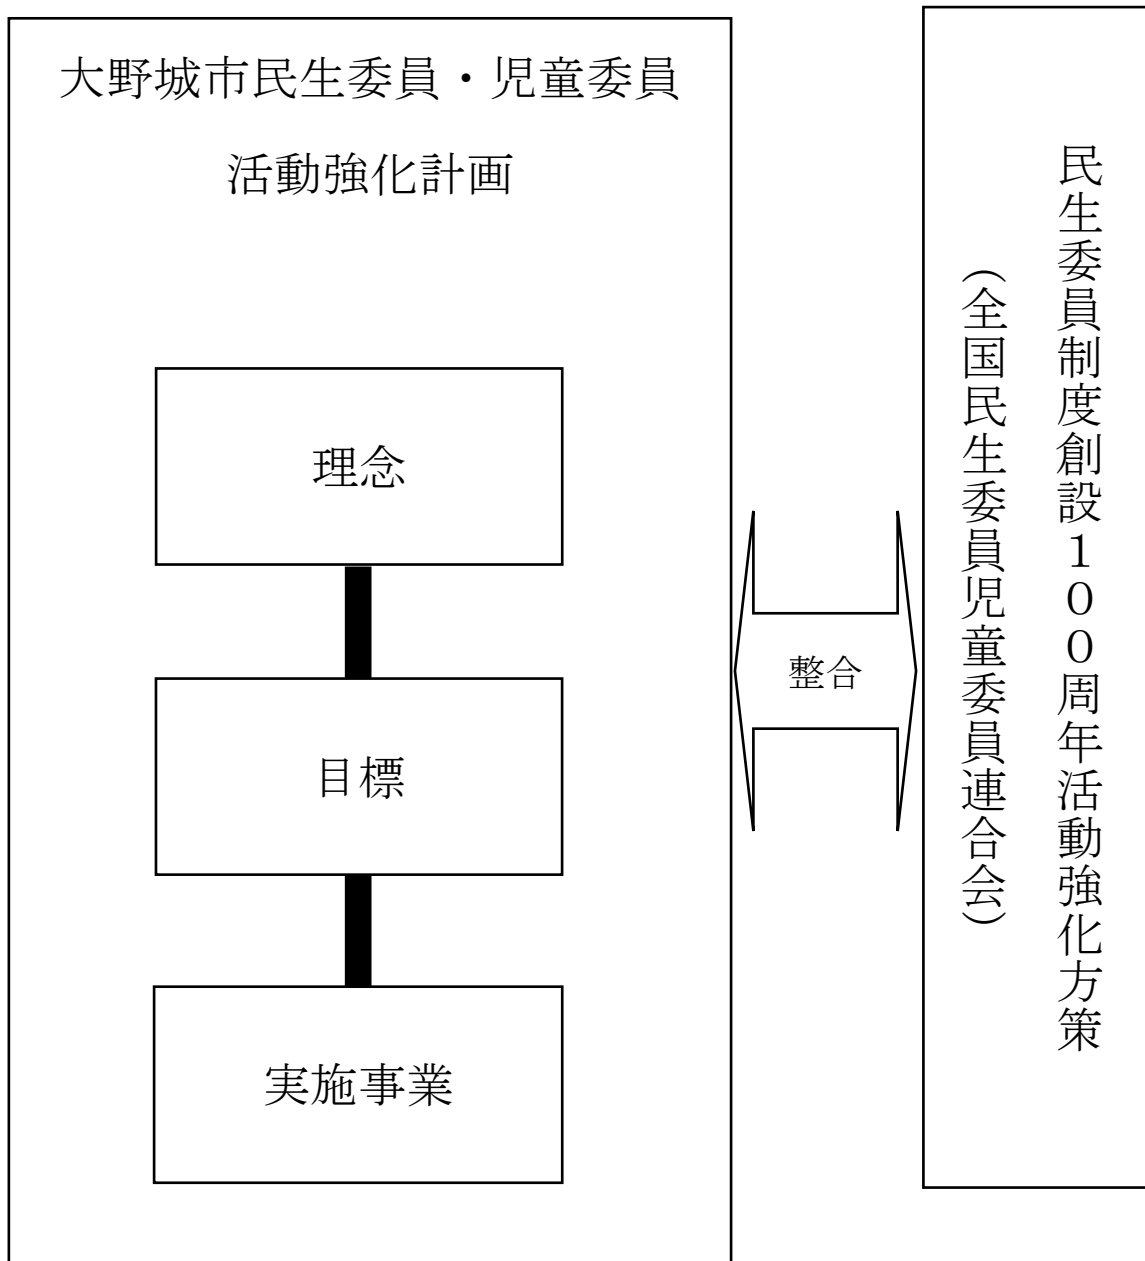 大野城市民生委員・児童委員
活動強化計画
理念
目標
実施事業
整合
民生委員制度創設１００周年活動強化方策
（全国民生委員児童委員連合会）